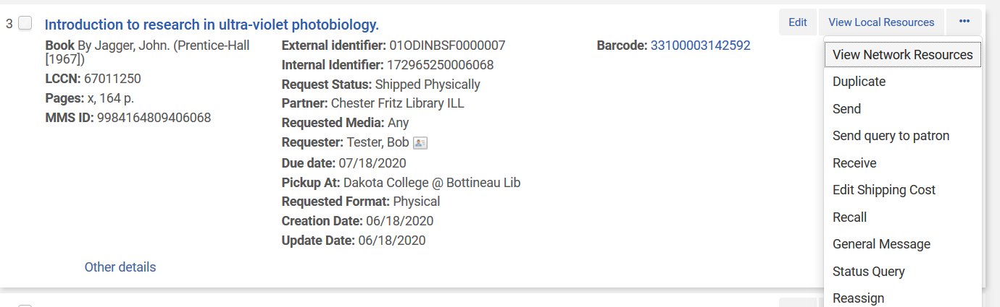 3 Introduction to research in ultra-violet photobiology.
Edit View Local Resources ···
Book By Jagger, John. (Prentice-Hall
[1967])
LCCN: 67011250
Pages: x, 164 p.
MMS ID: 9984164809406068
External identifier: 01ODINBSF0000007
Internal Identifier: 172965250006068
Request Status: Shipped Physically
Partner: Chester Fritz Library ILL
Requested Media: Any
Requester: Tester, Bob
Due date: 07/18/2020
Pickup At: Dakota College @ Bottineau Lib
Requested Format: Physical
Creation Date: 06/18/2020
Update Date: 06/18/2020
Barcode: 33100003142592
Other details
View Network Resources
Duplicate
Send
Send query to patron
Receive
Edit Shipping Cost
Recall
General Message
Status Query
Reassign